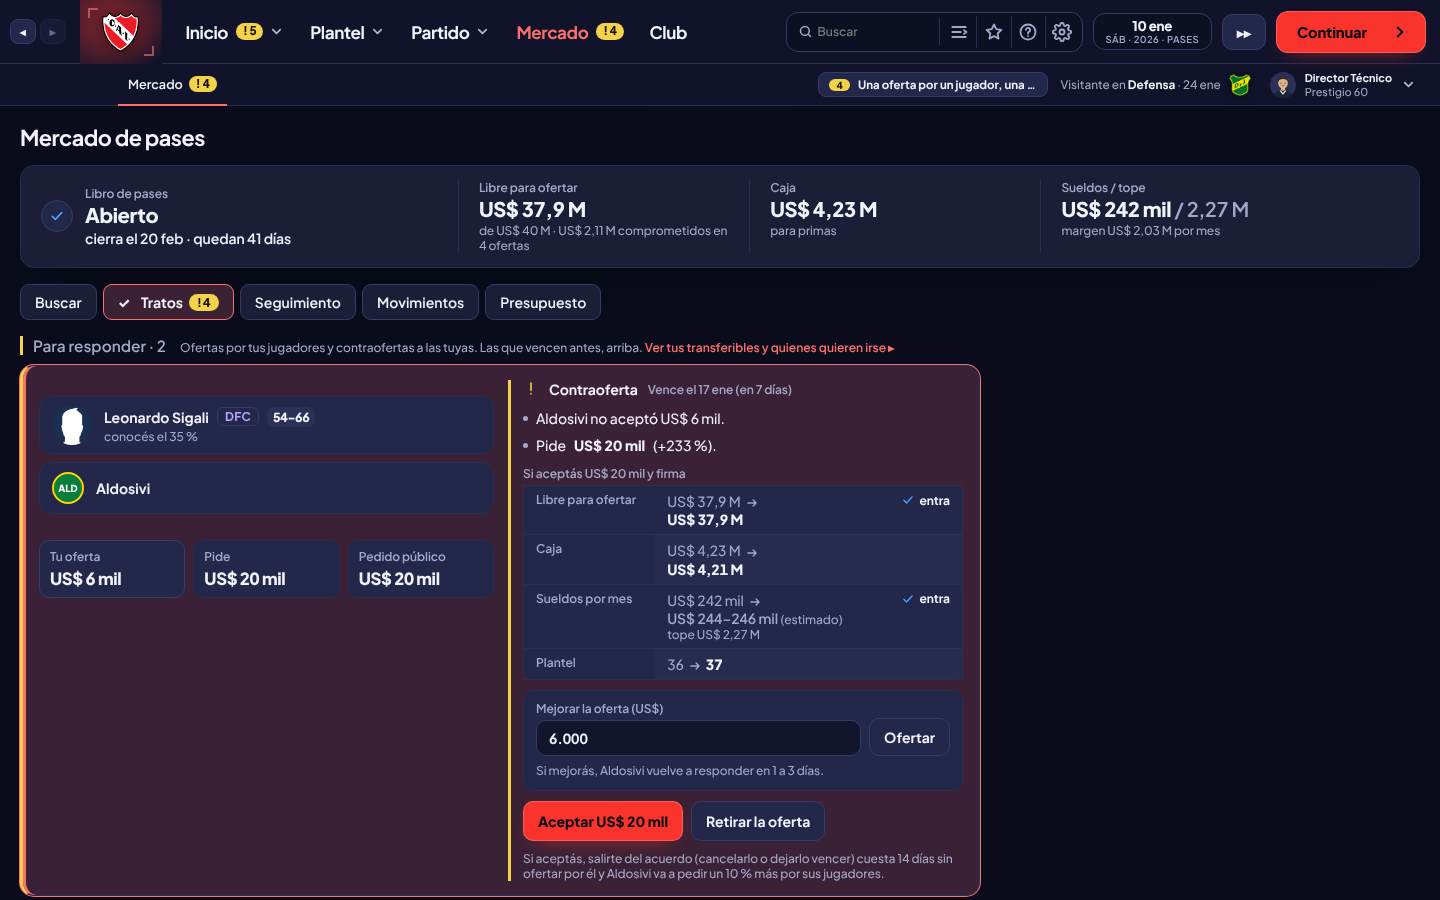 Inicio !5
Plantel
Partido
Mercado !4
Club
Buscar
10 ene
SÁB · 2026 · PASES
Continuar
Mercado !4
4 Una oferta por un jugador, una ...
Visitante en Defensa · 24 ene
Director Técnico
Prestigio 60
Mercado de pases
Libro de pases
Abierto
cierra el 20 feb · quedan 41 días
Libre para ofertar
US$ 37,9 M
de US$ 40 M · US$ 2,11 M comprometidos en
4 ofertas
Caja
US$ 4,23 M
para primas
Sueldos / tope
US$ 242 mil / 2,27 M
margen US$ 2,03 M por mes
Buscar
Tratos !4
Seguimiento
Movimientos
Presupuesto
Para responder · 2
Ofertas por tus jugadores y contraofertas a las tuyas. Las que vencen antes, arriba. Ver tus transferibles y quienes quieren irse ▸
Leonardo Sigali DFC 54–66
conocés el 35 %
ALD Aldosivi
Tu oferta
US$ 6 mil
Pide
US$ 20 mil
Pedido público
US$ 20 mil
! Contraoferta Vence el 17 ene (en 7 días)
• Aldosivi no aceptó US$ 6 mil.
• Pide US$ 20 mil (+233 %).
Si aceptás US$ 20 mil y firma
Libre para ofertar US$ 37,9 M → entra
US$ 37,9 M
Caja US$ 4,23 M →
US$ 4,21 M
Sueldos por mes US$ 242 mil → entra
US$ 244–246 mil (estimado)
tope US$ 2,27 M
Plantel 36 → 37
Mejorar la oferta (US$)
6.000
Ofertar
Si mejorás, Aldosivi vuelve a responder en 1 a 3 días.
Aceptar US$ 20 mil
Retirar la oferta
Si aceptás, salirte del acuerdo (cancelarlo o dejarlo vencer) cuesta 14 días sin
ofertar por él y Aldosivi va a pedir un 10 % más por sus jugadores.